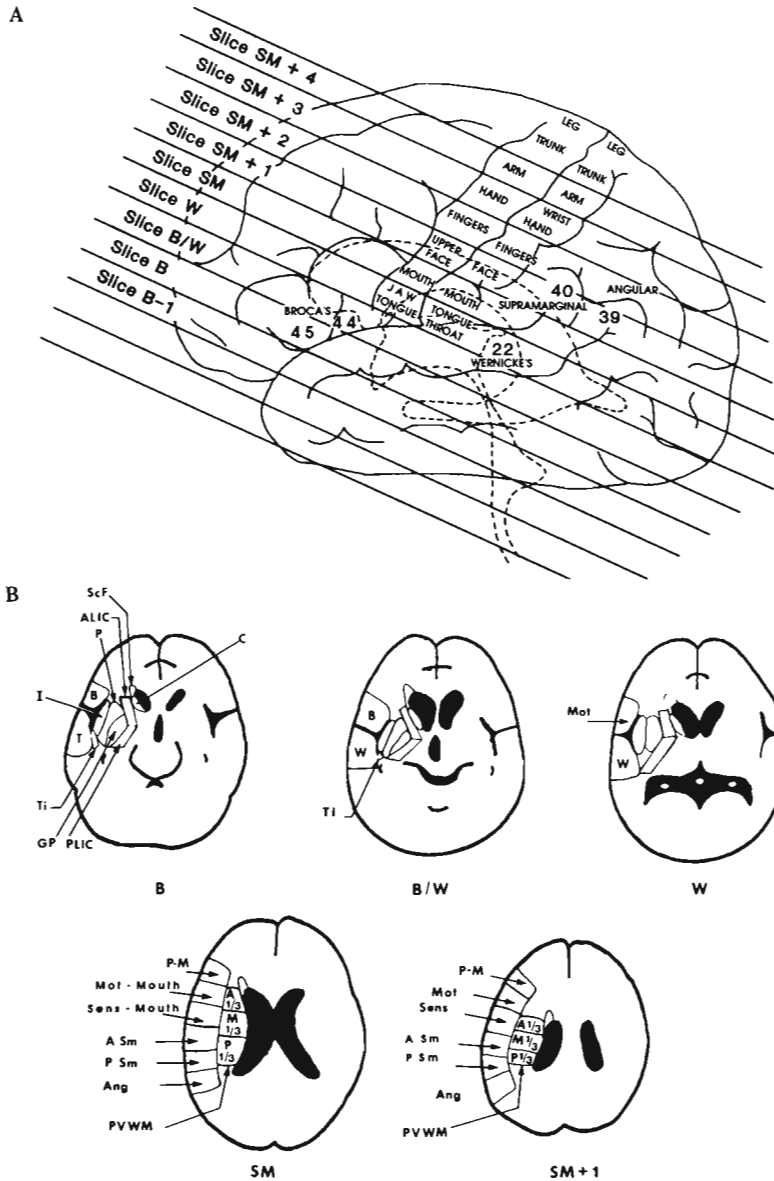 A
Slice SM + 4
Slice SM + 3
Slice SM + 2
Slice SM + 1
Slice SM
Slice W
Slice B/W
Slice B
Slice B-1
LEG
TRUNK
ARM
HAND
FINGERS
UPPER
FACE
MOUTH
JAW
TONGUE
LEG
TRUNK
ARM
WRIST
HAND
FINGERS
FACE
MOUTH
TONGUE
THROAT
BROCA'S
45
44
40
SUPRAMARGINAL
ANGULAR
39
22
WERNICKE'S
B
ScF
ALIC
P
C
I
B
T
Ti
GP
PLIC
B
B
W
TI
B/W
Mot
W
W
P-M
Mot - Mouth
Sens - Mouth
A Sm
P Sm
Ang
PVWM
A
1/3
M
1/3
P
1/3
SM
P-M
Mot
Sens
A Sm
P Sm
Ang
PVWM
A 1/3
M 1/3
P 1/3
SM + 1